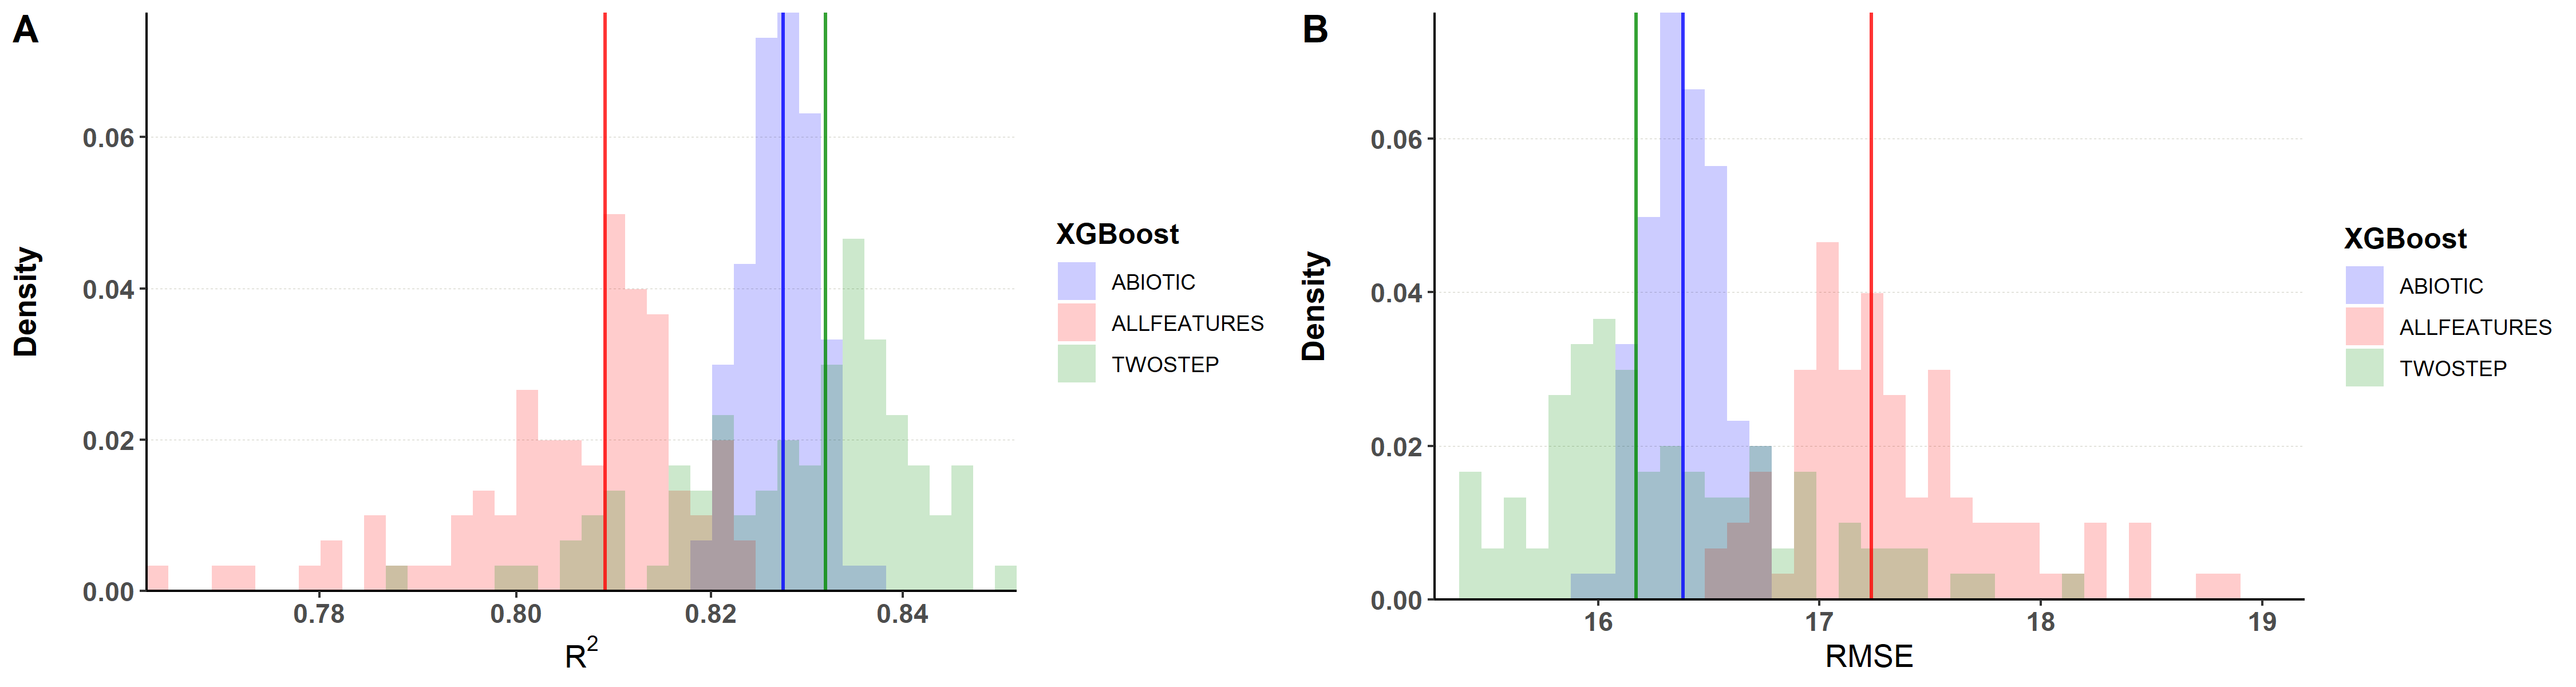 A
Density
0.06
0.04
0.02
0.00
0.78 0.80 0.82 0.84
R²
XGBoost
ABIOTIC
ALLFEATURES
TWOSTEP
B
Density
0.06
0.04
0.02
0.00
16 17 18 19
RMSE
XGBoost
ABIOTIC
ALLFEATURES
TWOSTEP